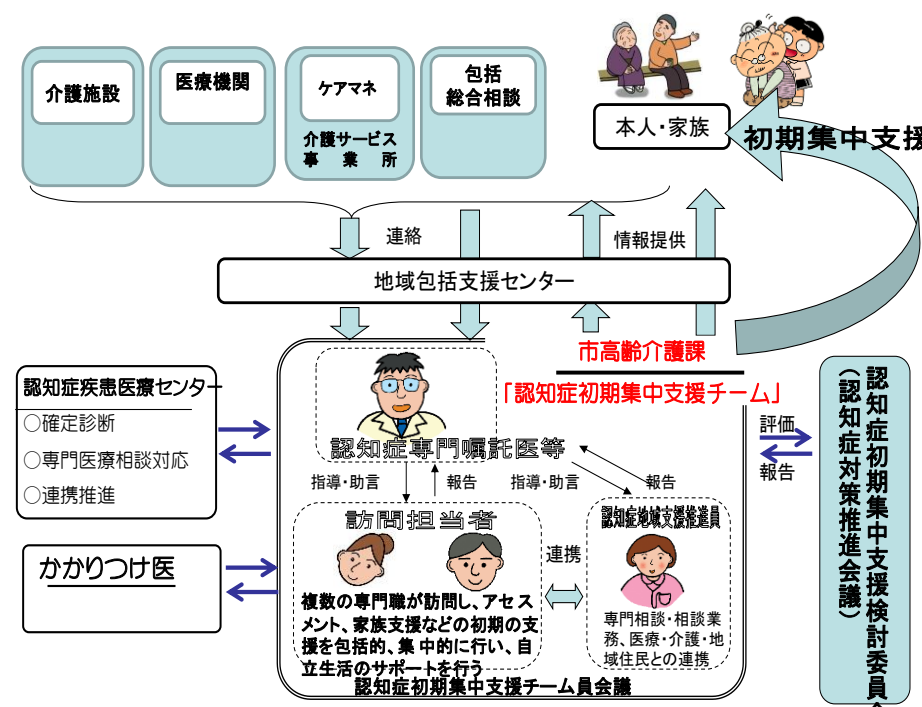 介護施設
医療機関
ケアマネ
介護サービス
事業所
包括
総合相談
本人・家族
初期集中支援
連絡
情報提供
地域包括支援センター
市高齢介護課
「認知症初期集中支援チーム」
認知症疾患医療センター
○確定診断
○専門医療相談対応
○連携推進
かかりつけ医
認知症専門嘱託医等
指導・助言
報告
指導・助言
報告
訪問担当者
複数の専門職が訪問し、アセス
メント、家族支援などの初期の支
援を包括的、集中的に行い、自
立生活のサポートを行う
連携
認知症地域支援推進員
専門相談・相談業
務、医療・介護・地
域住民との連携
認知症初期集中支援チーム員会議
評価
報告
認知症初期集中支援検討委員会
（認知症対策推進会議）